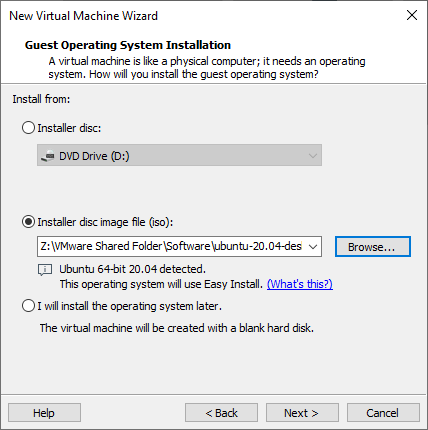 New Virtual Machine Wizard
Guest Operating System Installation
A virtual machine is like a physical computer; it needs an operating
system. How will you install the guest operating system?
Install from:
Installer disc:
DVD Drive (D:)
Installer disc image file (iso):
Z:\VMware Shared Folder\Software\ubuntu-20.04-des
Browse...
Ubuntu 64-bit 20.04 detected.
This operating system will use Easy Install. (What's this?)
I will install the operating system later.
The virtual machine will be created with a blank hard disk.
Help
< Back
Next >
Cancel